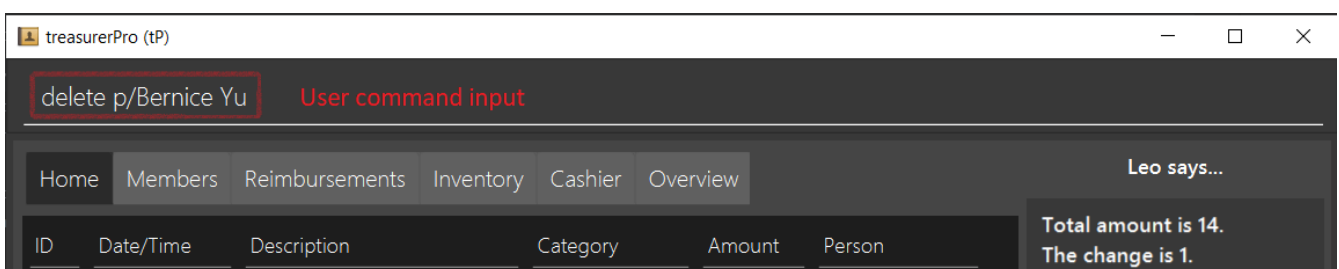 treasurerPro (tP)
delete p/Bernice Yu User command input
Home Members Reimbursements Inventory Cashier Overview
Leo says...
ID Date/Time Description Category Amount Person
Total amount is 14.
The change is 1.